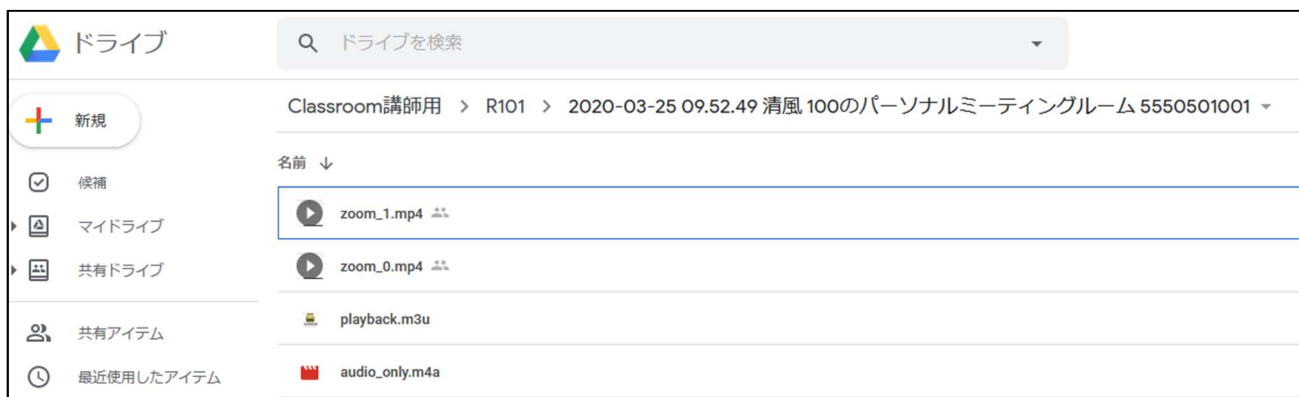 ドライブ
ドライブを検索
新規
Classroom講師用 > R101 > 2020-03-25 09.52.49 清風 100のパーソナルミーティングルーム 5550501001
名前 ↓
候補
マイドライブ
共有ドライブ
共有アイテム
最近使用したアイテム
zoom_1.mp4
zoom_0.mp4
playback.m3u
audio_only.m4a